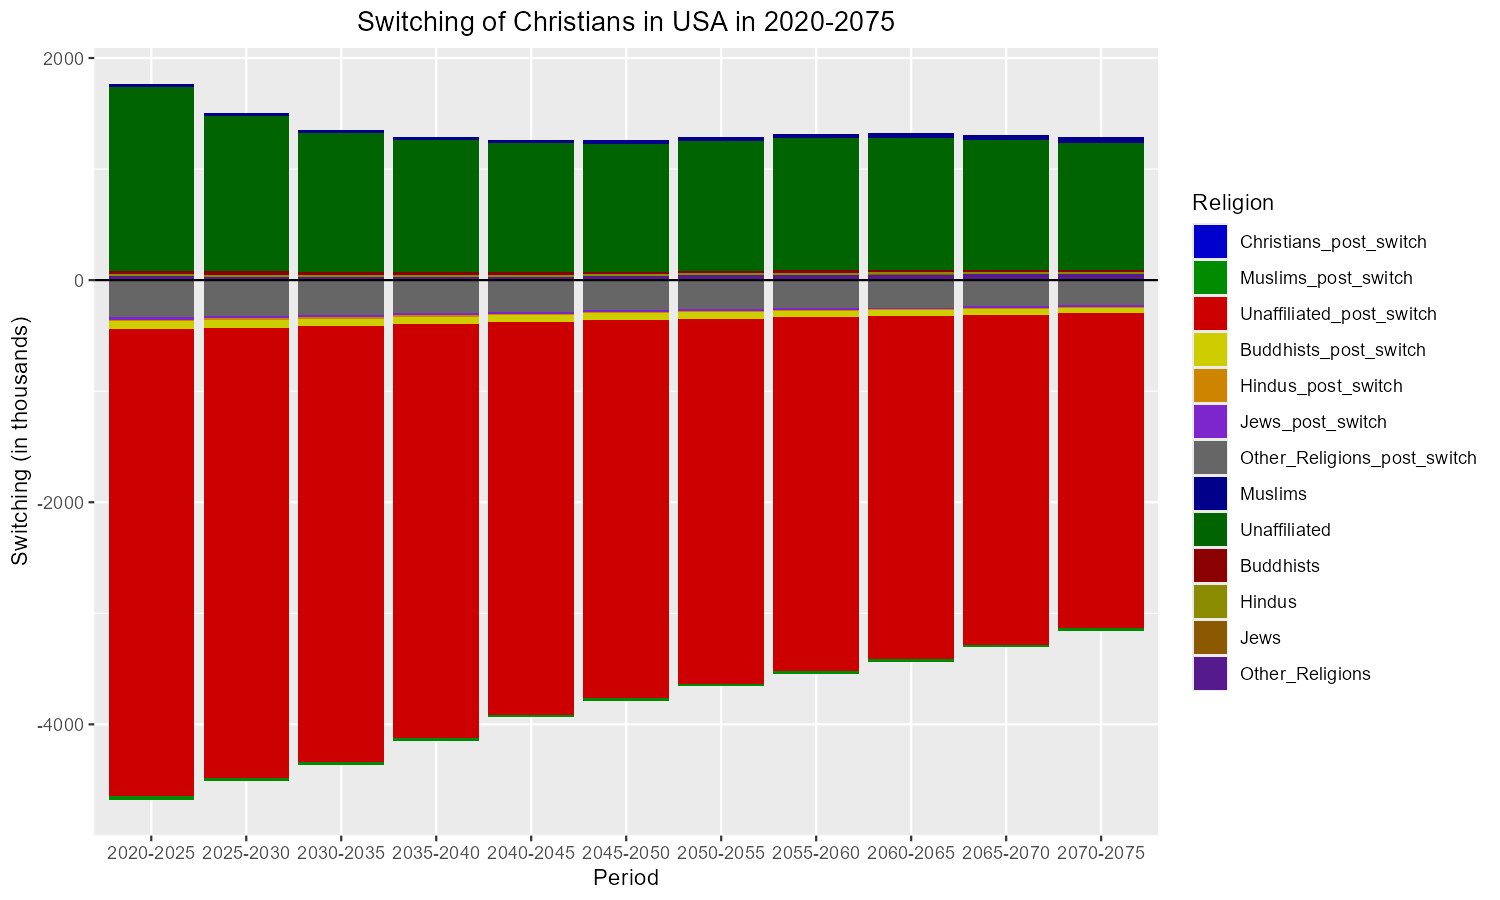 Switching of Christians in USA in 2020-2075
Switching (in thousands)
2000
0
-2000
-4000
2020-2025 2025-2030 2030-2035 2035-2040 2040-2045 2045-2050 2050-2055 2055-2060 2060-2065 2065-2070 2070-2075
Period
Religion
Christians_post_switch
Muslims_post_switch
Unaffiliated_post_switch
Buddhists_post_switch
Hindus_post_switch
Jews_post_switch
Other_Religions_post_switch
Muslims
Unaffiliated
Buddhists
Hindus
Jews
Other_Religions